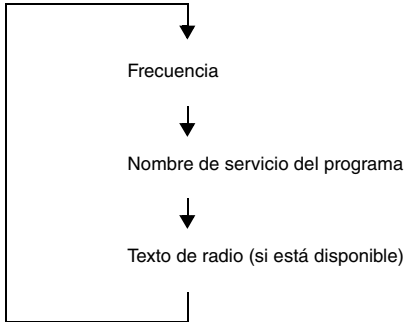 Frecuencia
Nombre de servicio del programa
Texto de radio (si está disponible)